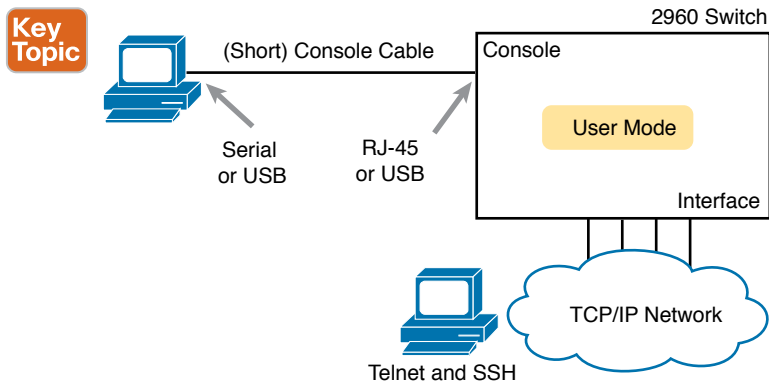 Key
Topic
2960 Switch
(Short) Console Cable
Console
User Mode
Serial
or USB
RJ-45
or USB
Interface
TCP/IP Network
Telnet and SSH